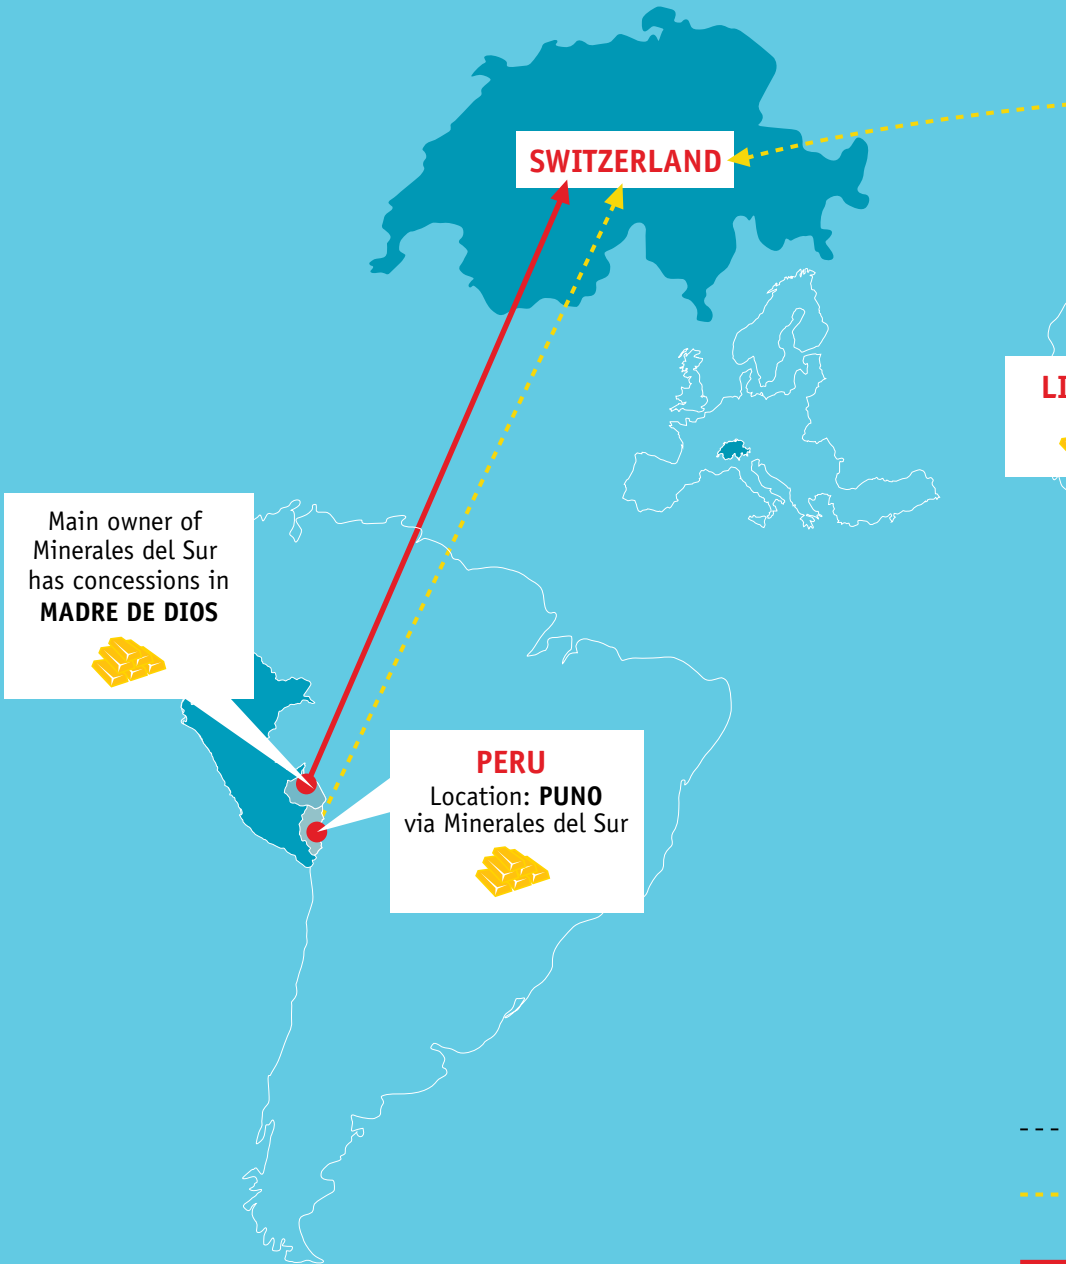 SWITZERLAND
LI
Main owner of
Minerales del Sur
has concessions in
MADRE DE DIOS
PERU
Location: PUNO
via Minerales del Sur